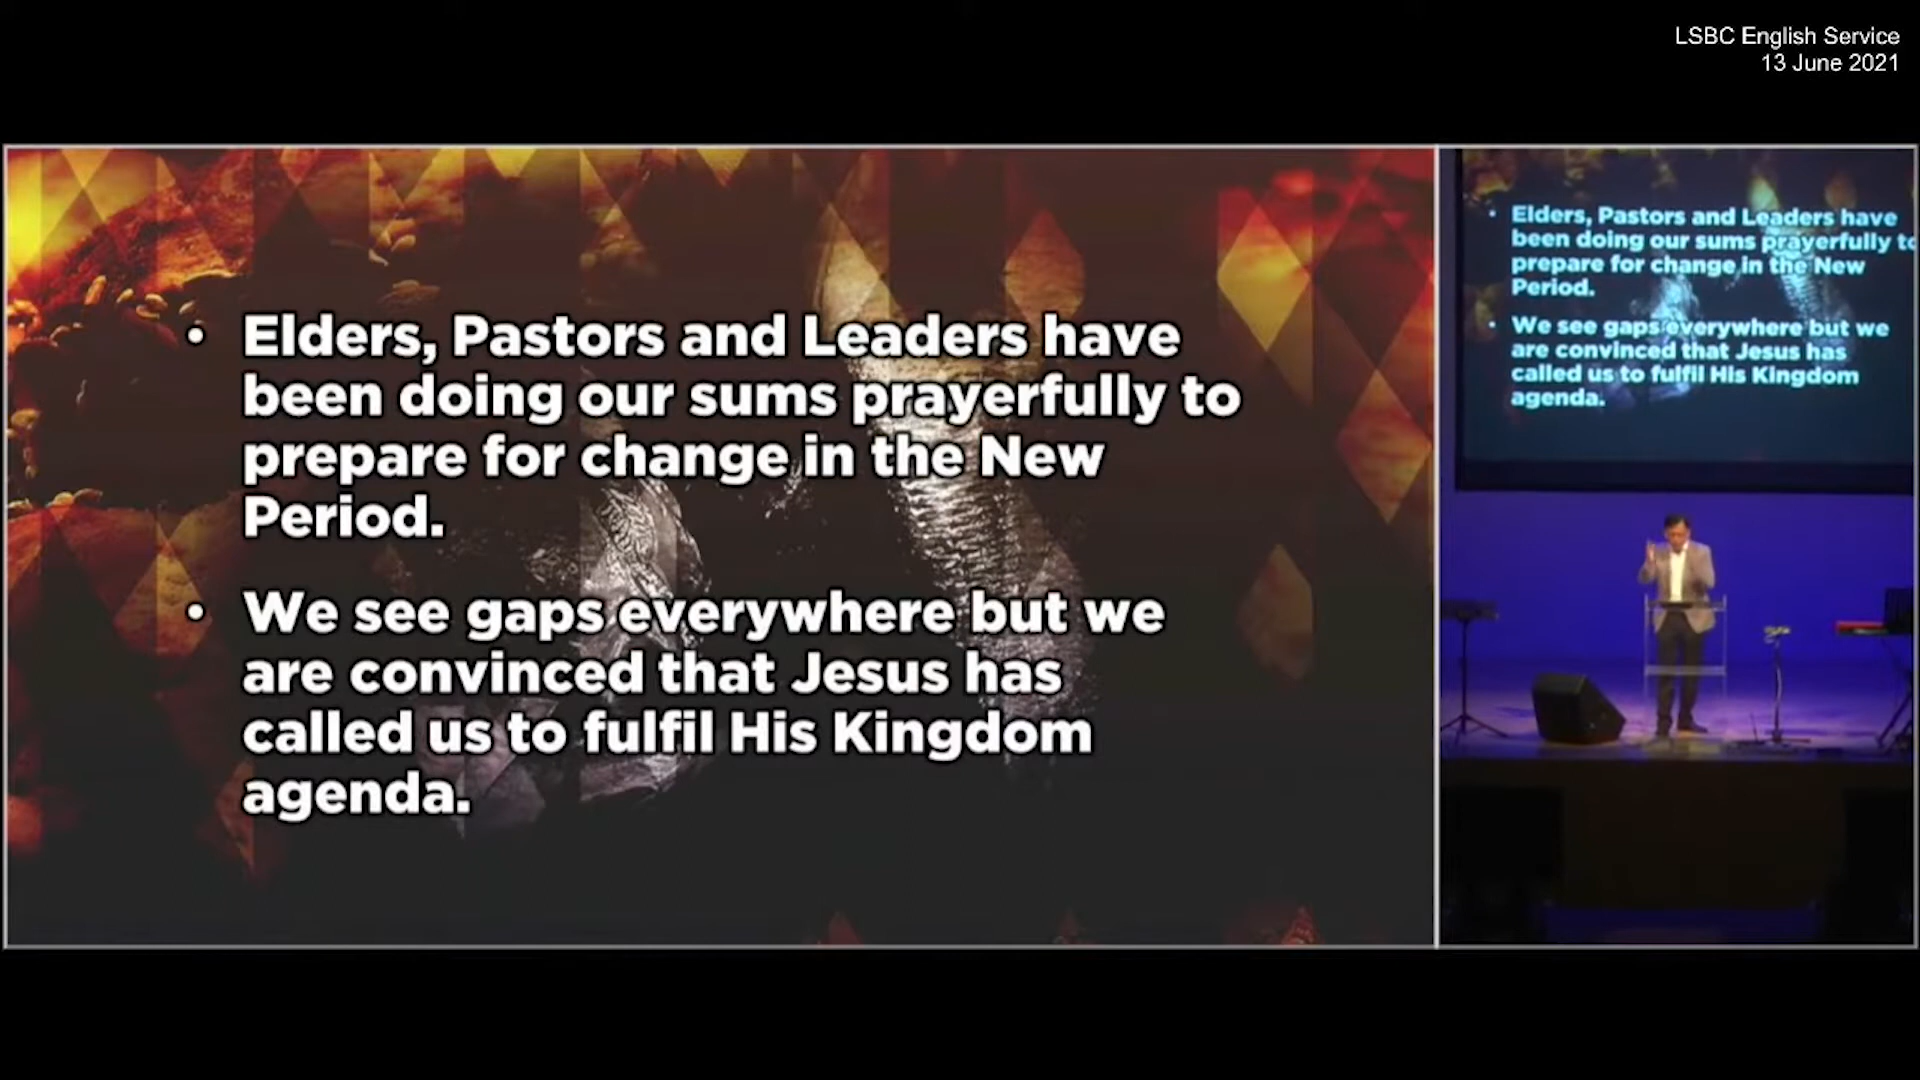 LSBC English Service
13 June 2021
• Elders, Pastors and Leaders have
been doing our sums prayerfully to
prepare for change in the New
Period.
• We see gaps everywhere but we
are convinced that Jesus has
called us to fulfil His Kingdom
agenda.
• Elders, Pastors and Leaders have
been doing our sums prayerfully to
prepare for change in the New
Period.
• We see gaps everywhere but we
are convinced that Jesus has
called us to fulfil His Kingdom
agenda.